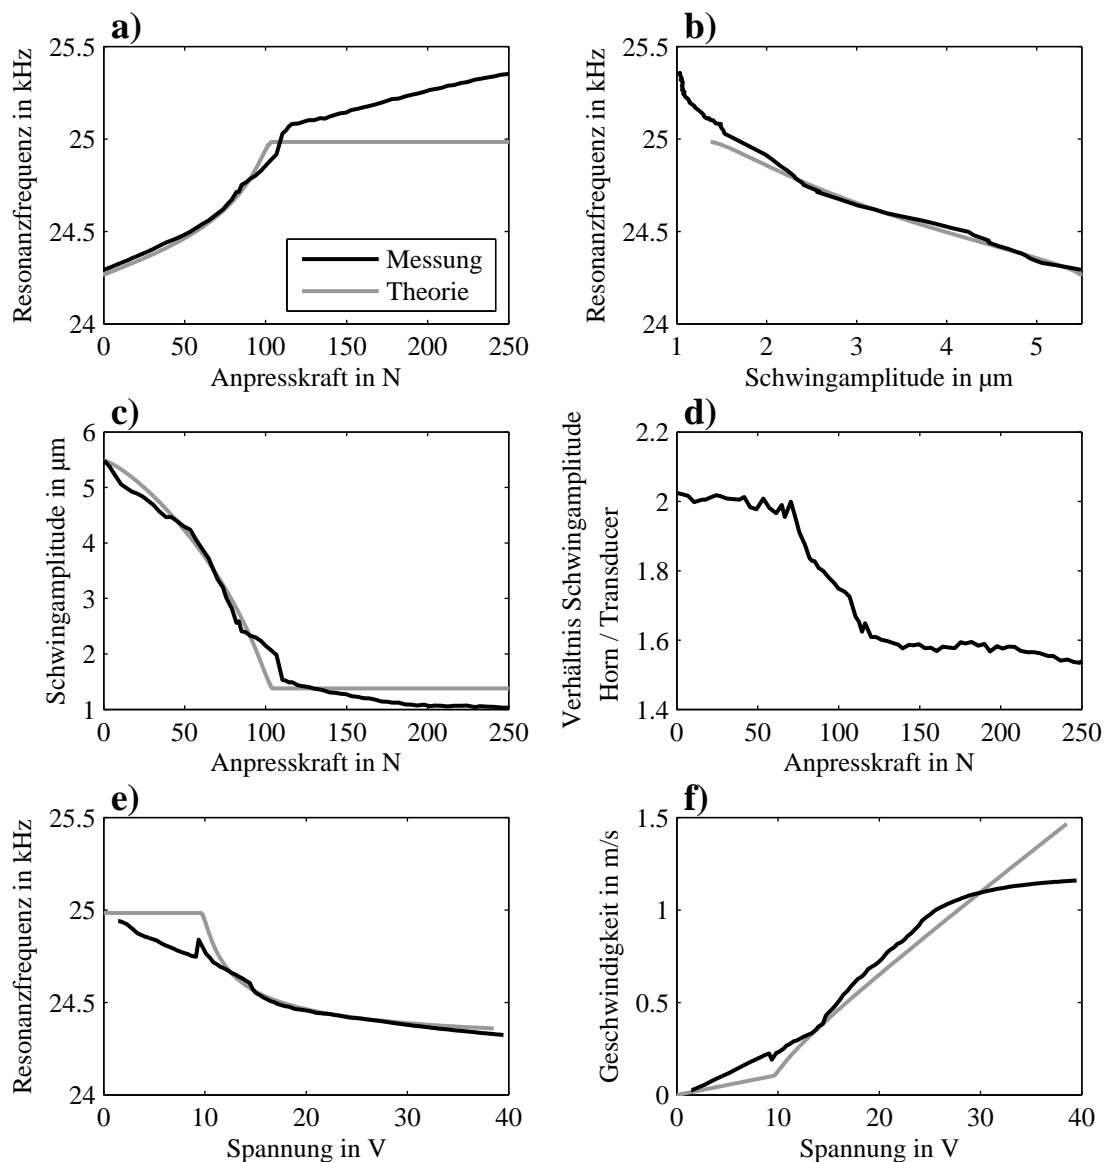 a)
Resonanzfrequenz in kHz
25.5
25
24.5
24
0 50 100 150 200 250
Anpresskraft in N
Messung
Theorie
b)
Resonanzfrequenz in kHz
25.5
25
24.5
24
1 2 3 4 5
Schwingamplitude in µm
c)
Schwingamplitude in µm
6
5
4
3
2
1
0 50 100 150 200 250
Anpresskraft in N
d)
Verhältnis Schwingamplitude
Horn / Transducer
2.2
2
1.8
1.6
1.4
0 50 100 150 200 250
Anpresskraft in N
e)
Resonanzfrequenz in kHz
25.5
25
24.5
24
0 10 20 30 40
Spannung in V
f)
Geschwindigkeit in m/s
1.5
1
0.5
0
0 10 20 30 40
Spannung in V